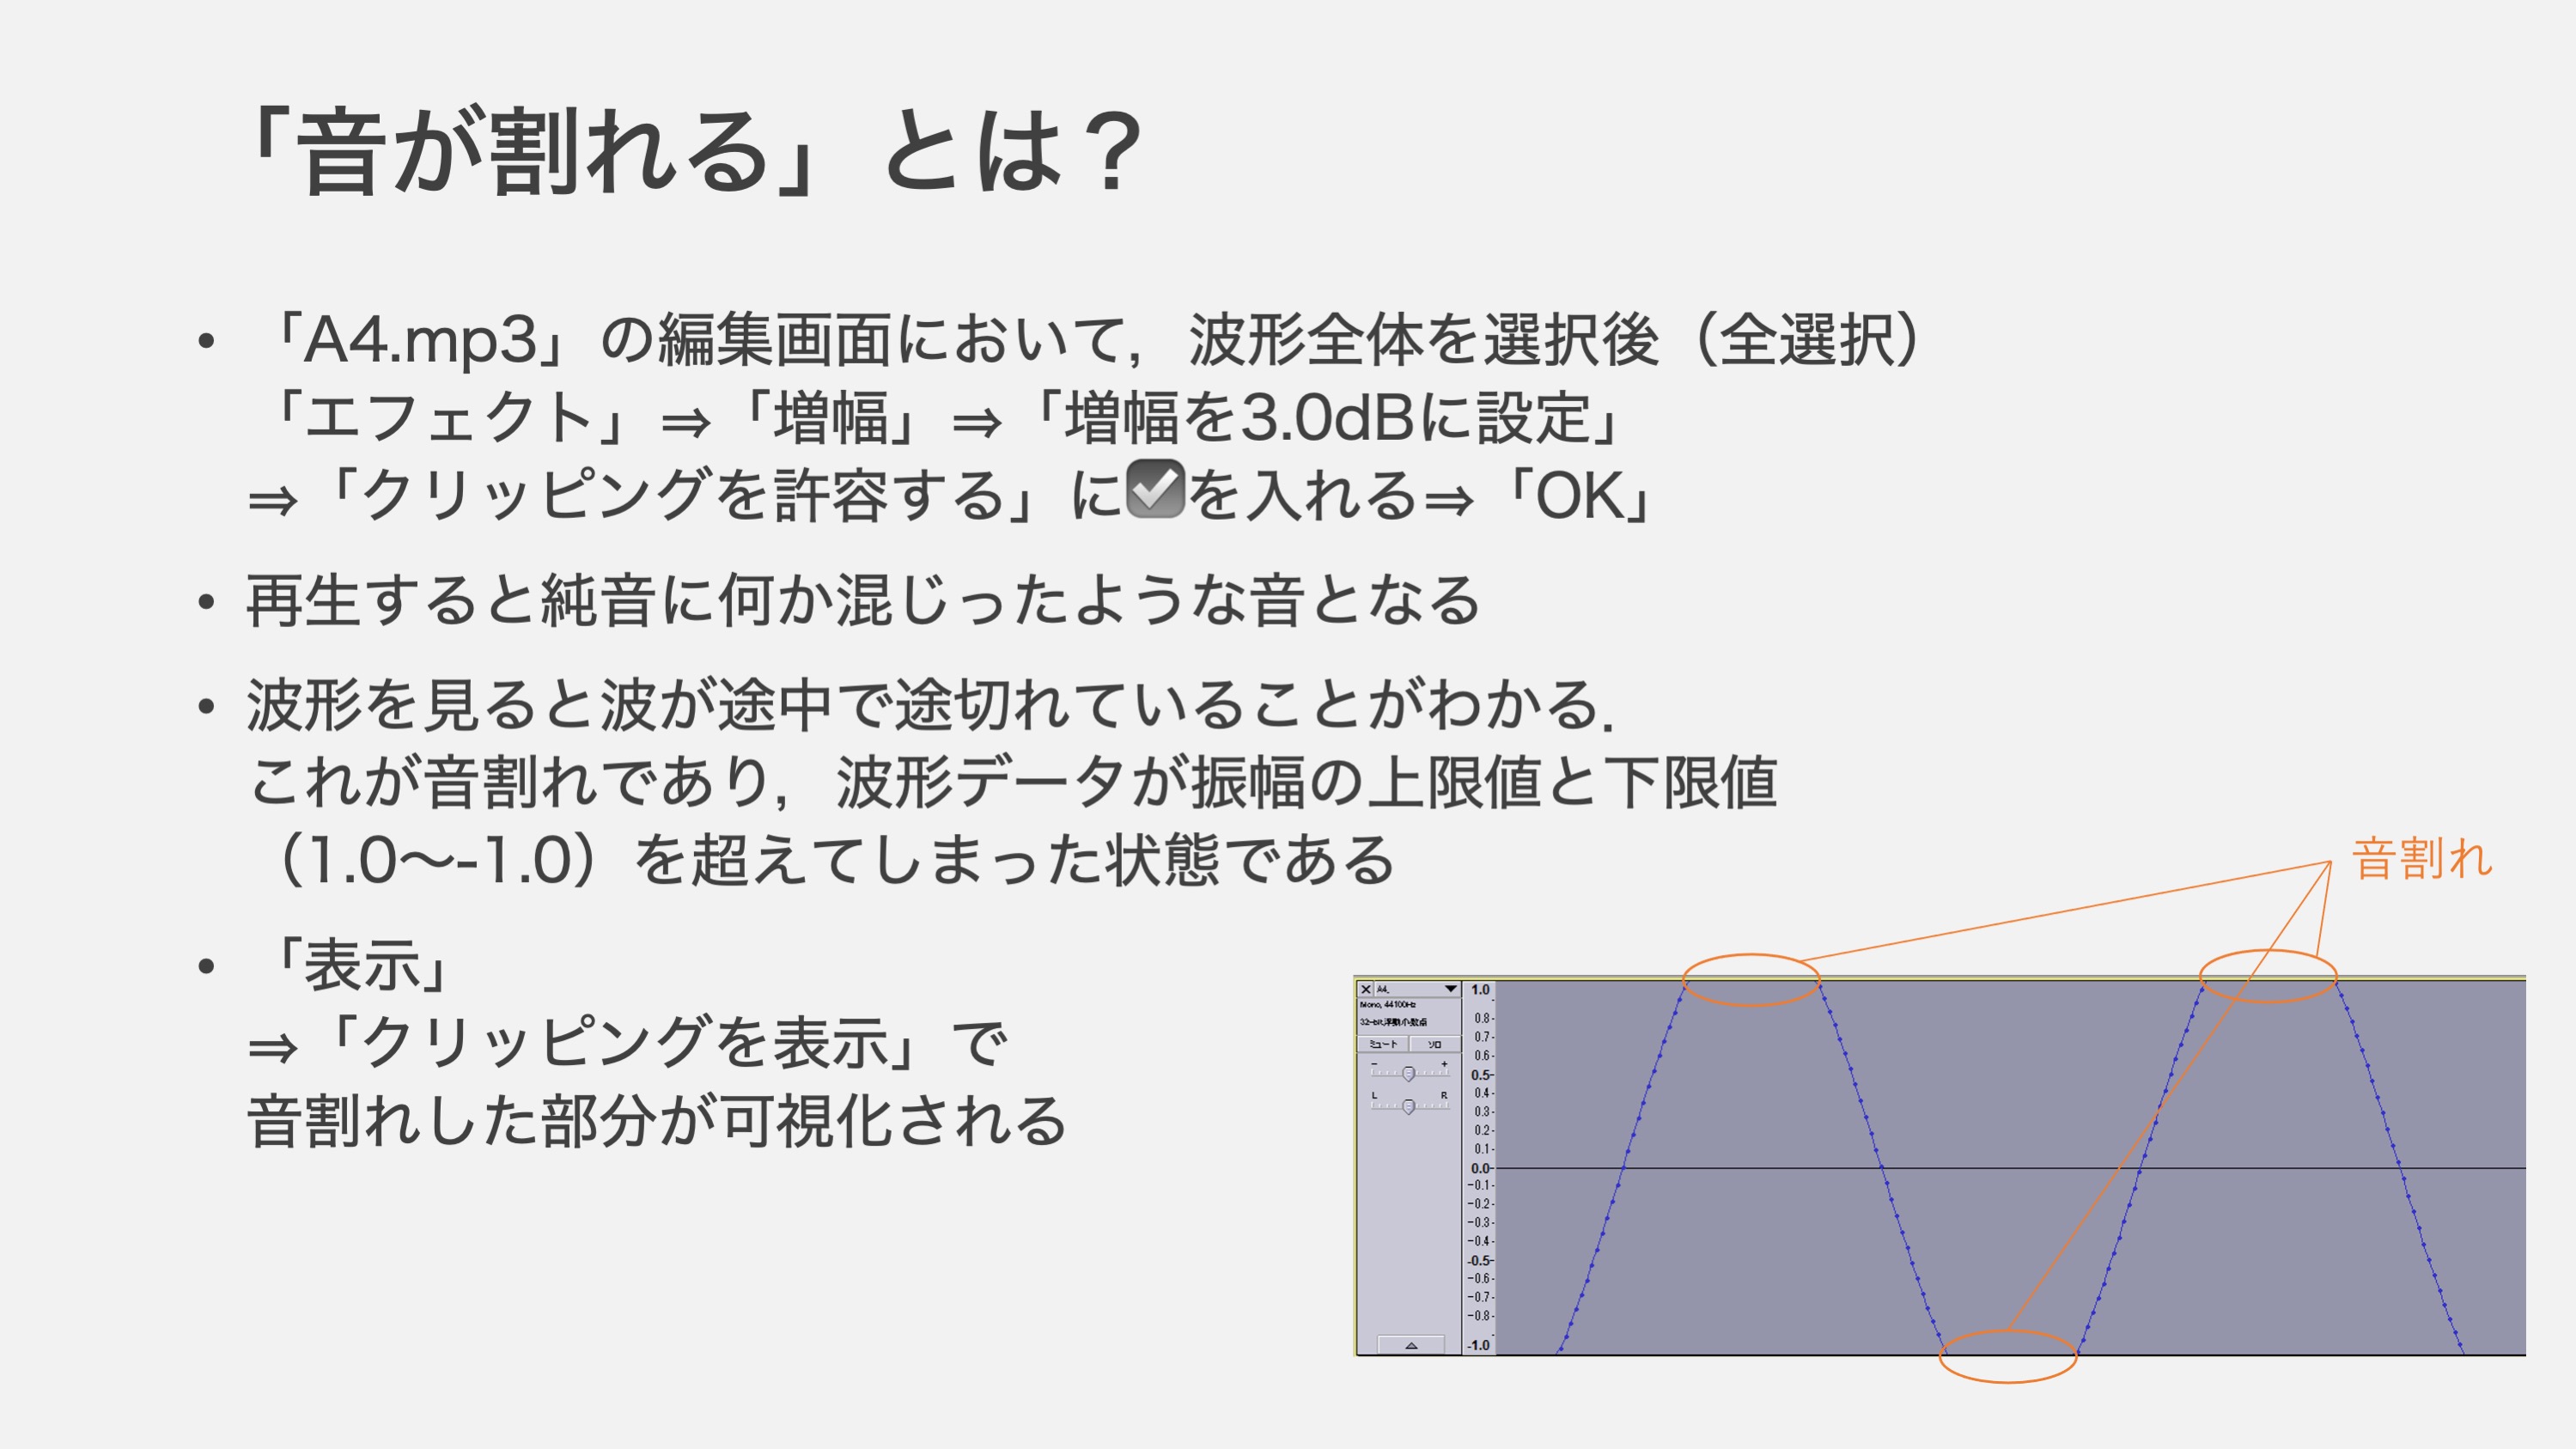 「音が割れる」とは？
• 「A4.mp3」の編集画面において，波形全体を選択後（全選択）
「エフェクト」⇒「増幅」⇒「増幅を3.0dBに設定」
⇒「クリッピングを許容する」に☑を入れる⇒「OK」
• 再生すると純音に何か混じったような音となる
• 波形を見ると波が途中で途切れていることがわかる．
これが音割れであり，波形データが振幅の上限値と下限値
（1.0〜-1.0）を超えてしまった状態である
音割れ
• 「表示」
⇒「クリッピングを表示」で
音割れした部分が可視化される
× A4_ ▼
Mono, 44100Hz
32-bit浮動小数点
ミュート ソロ
- +
L R
1.0
0.8-
0.7-
0.6-
0.5-
0.4-
0.3-
0.2-
0.1-
0.0-
-0.1-
-0.2-
-0.3-
-0.4-
-0.5-
-0.6-
-0.7-
-0.8-
-1.0